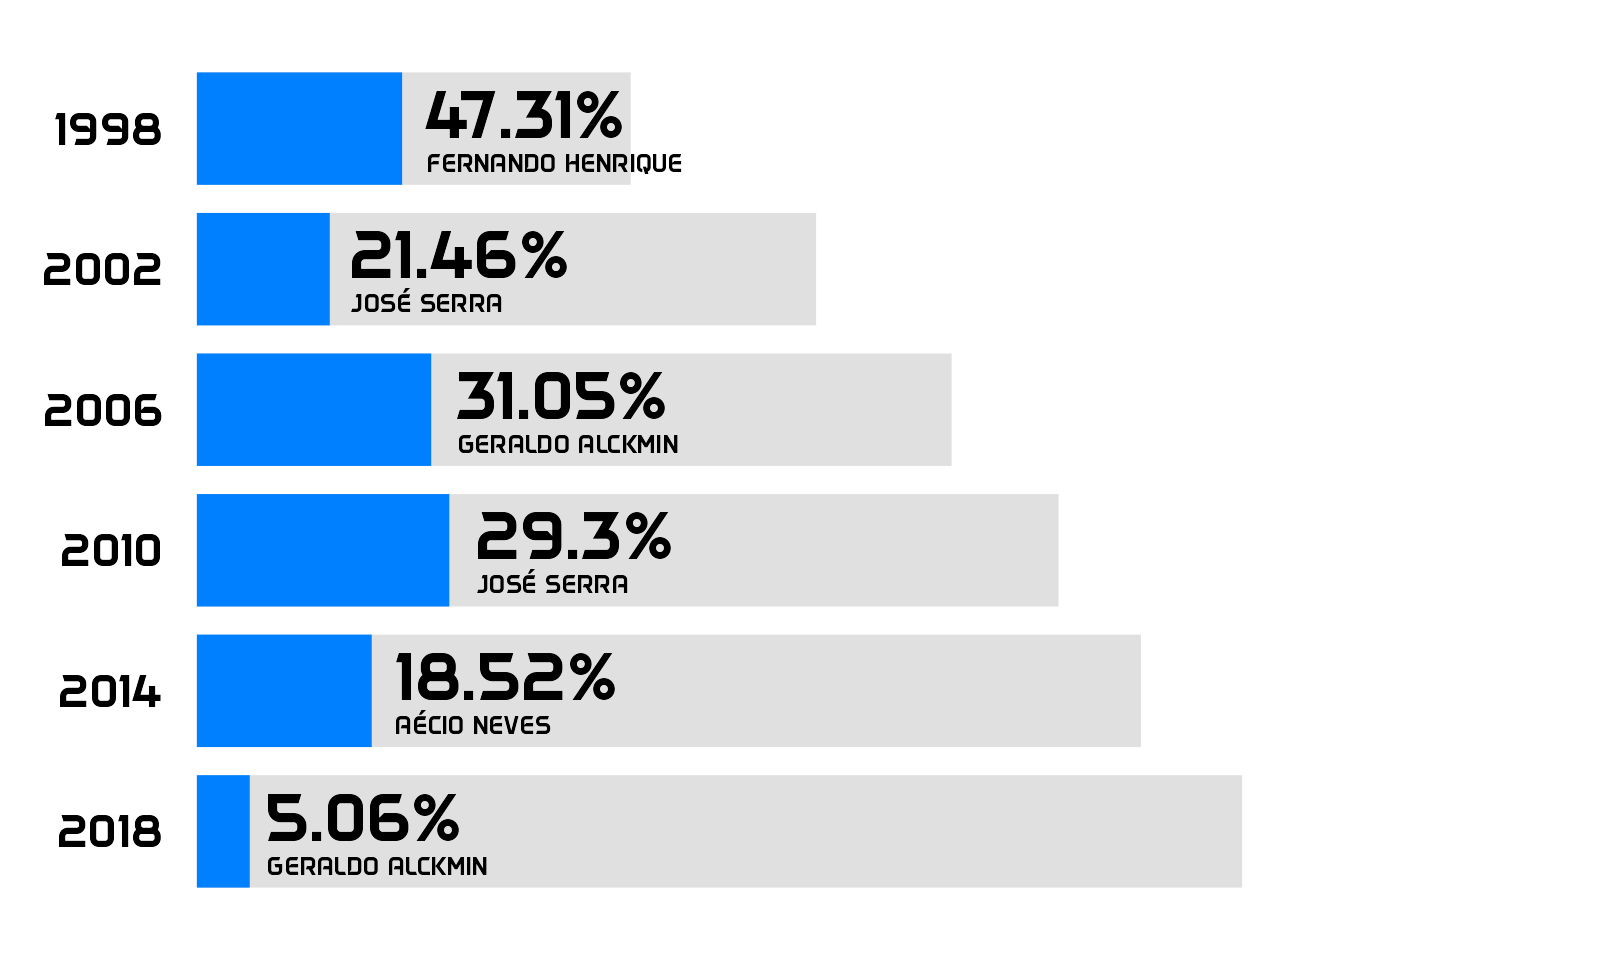 1998
47.31%
FERNANDO HENRIQUE
2002
21.46%
JOSÉ SERRA
2006
31.05%
GERALDO ALCKMIN
2010
29.3%
JOSÉ SERRA
2014
18.52%
AÉCIO NEVES
2018
5.06%
GERALDO ALCKMIN